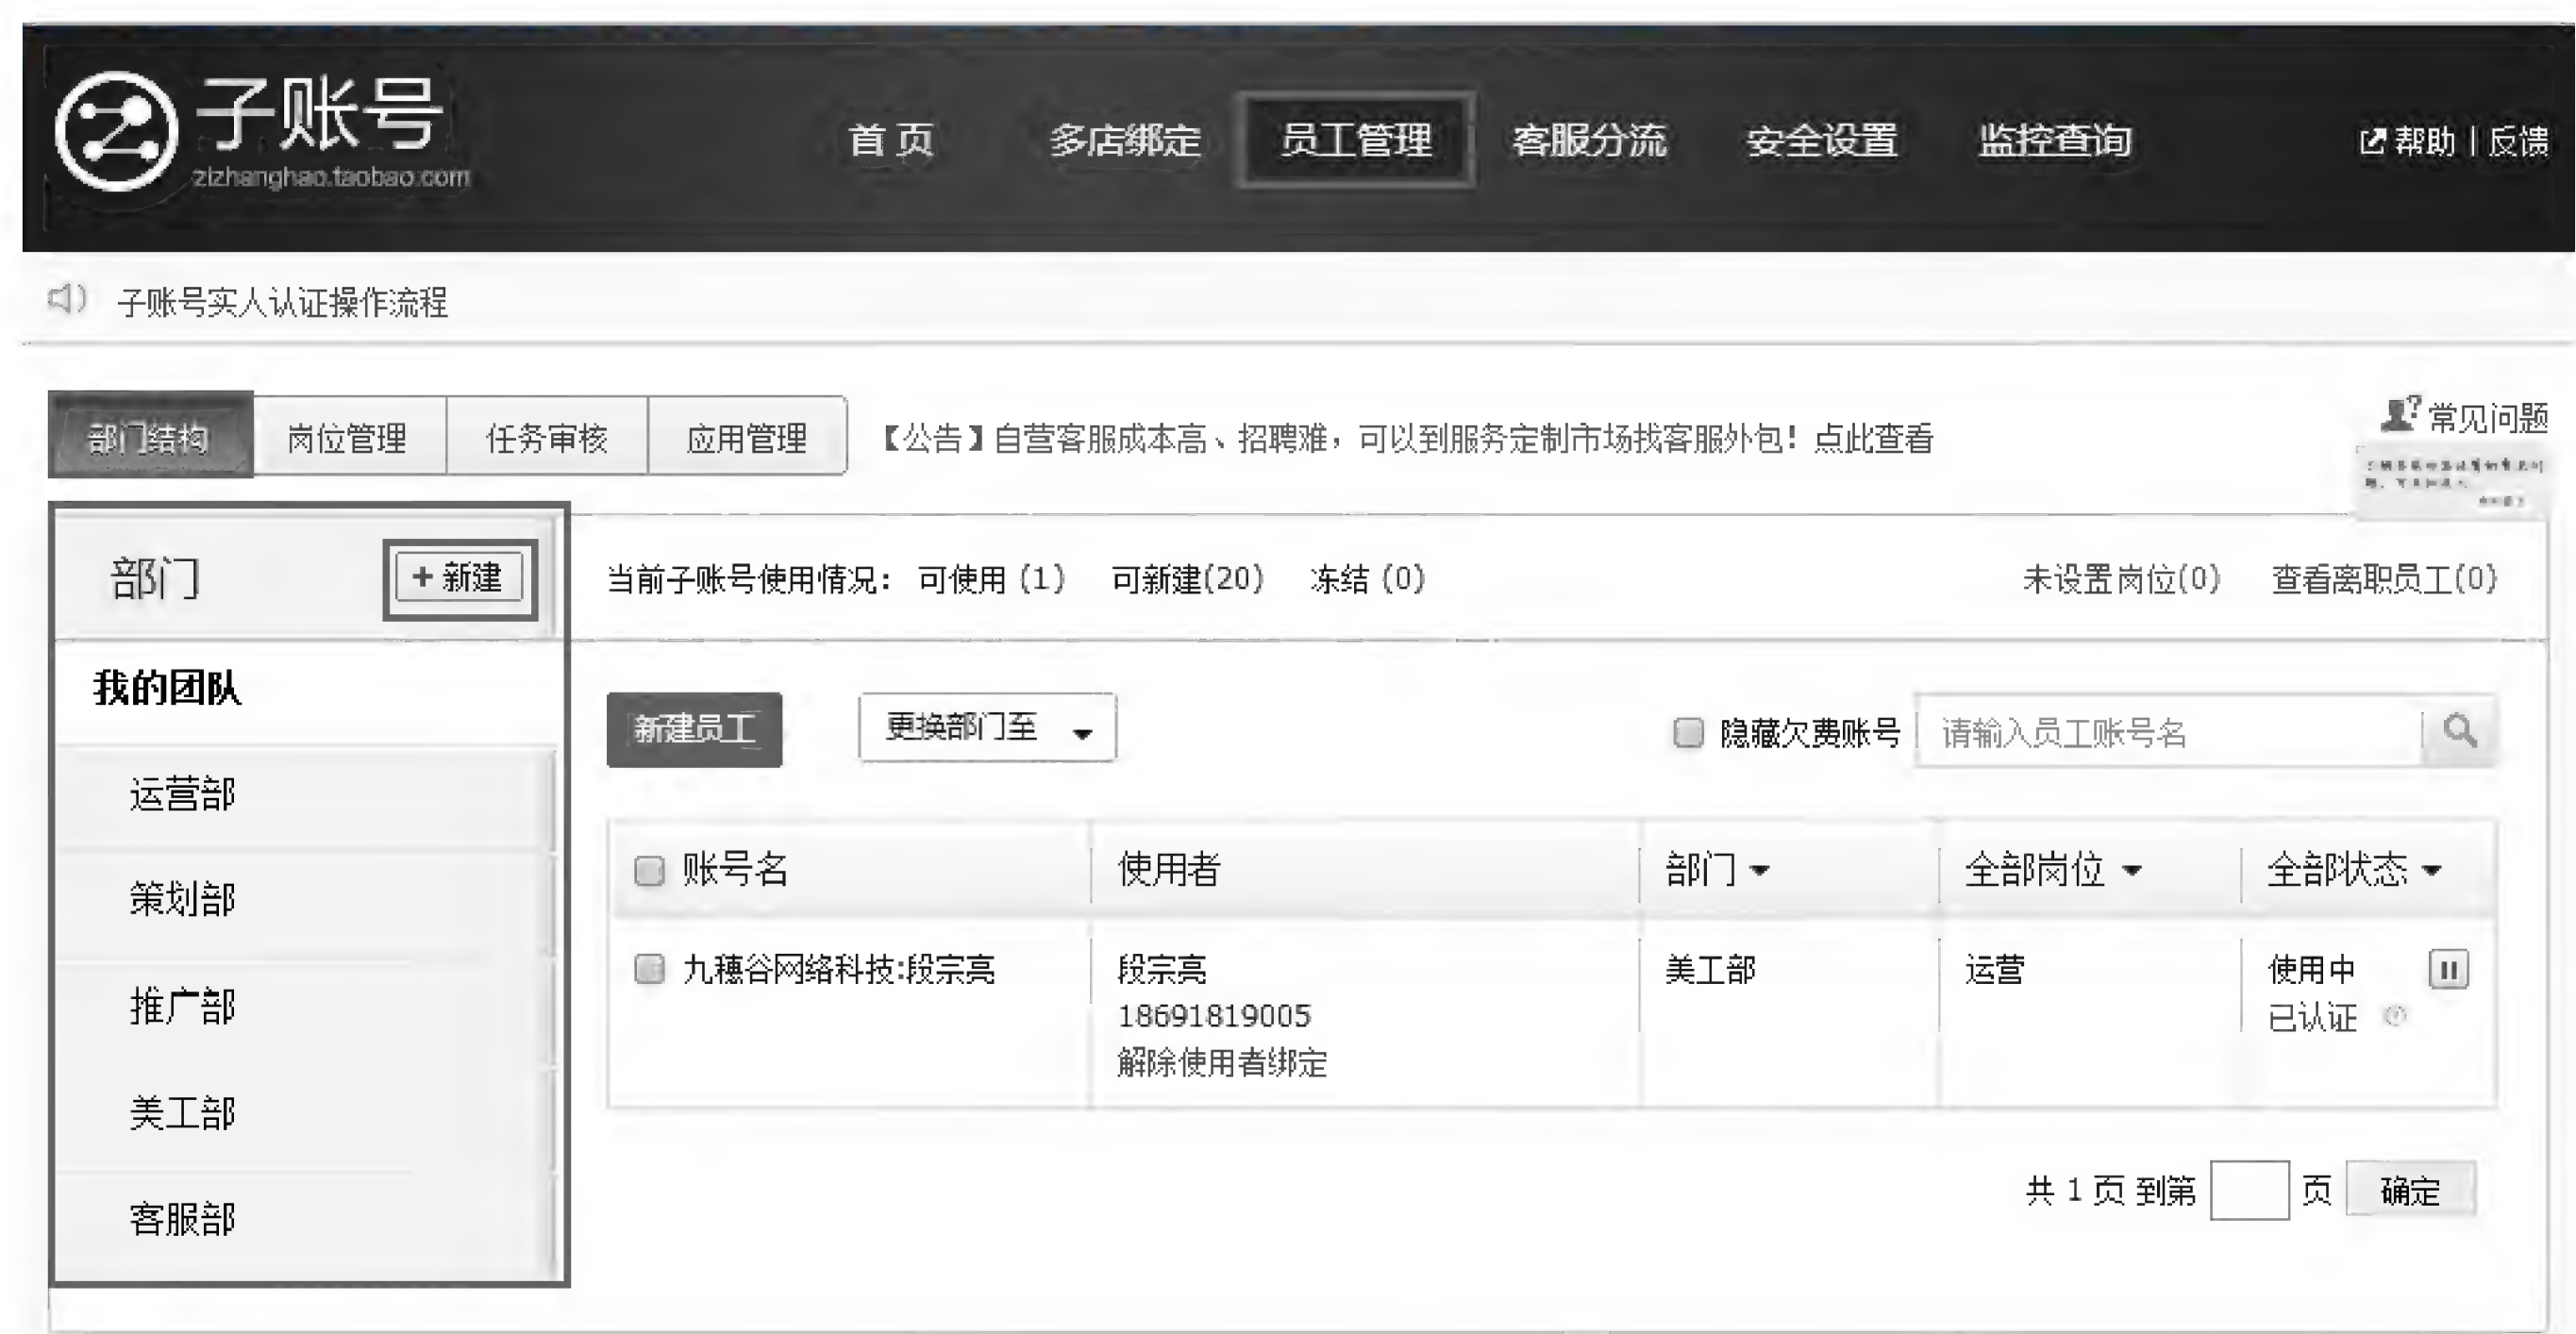 子账号
zizhanghao.taobao.com
首页 多店绑定 员工管理 客服分流 安全设置 监控查询 帮助 | 反馈
子账号实人认证操作流程
部门结构 岗位管理 任务审核 应用管理 【公告】自营客服成本高、招聘难，可以到服务定制市场找客服外包！点此查看 常见问题
部门 +新建 当前子账号使用情况： 可使用 (1) 可新建(20) 冻结 (0) 未设置岗位(0) 查看离职员工(0)
我的团队
运营部
策划部
推广部
美工部
客服部
新建员工 更换部门至 隐藏欠费账号 请输入员工账号名
账号名 使用者 部门 全部岗位 全部状态
九穗谷网络科技:段宗亮 段宗亮 美工部 运营 使用中
18691819005 已认证
解除使用者绑定
共 1 页 到第 页 确定